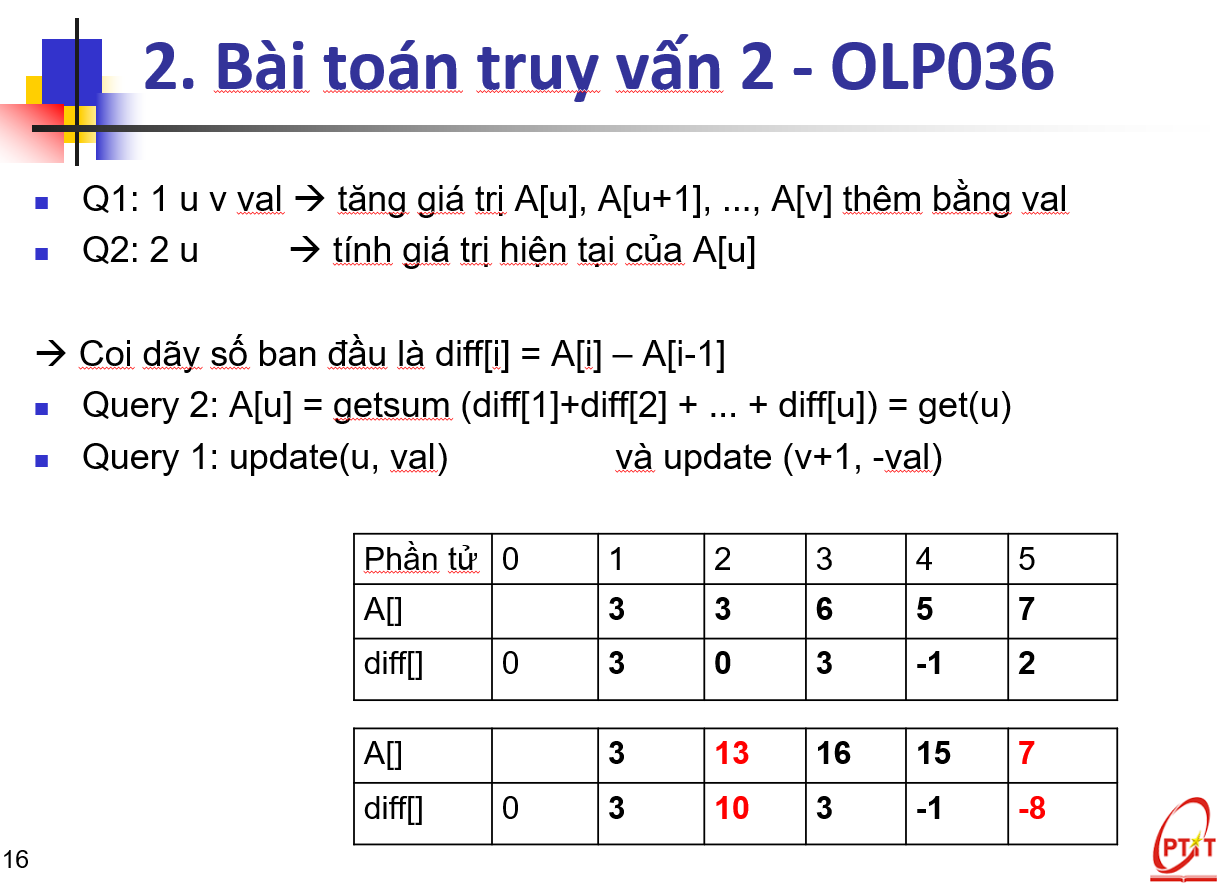 2. Bài toán truy vấn 2 - OLP036
Q1: 1 u v val → tăng giá trị A[u], A[u+1], ..., A[v] thêm bằng val
Q2: 2 u → tính giá trị hiện tại của A[u]
→ Coi dãy số ban đầu là diff[i] = A[i] – A[i-1]
Query 2: A[u] = getsum (diff[1]+diff[2] + ... + diff[u]) = get(u)
Query 1: update(u, val) và update (v+1, -val)
Phần tử 0 1 2 3 4 5
A[] 3 3 6 5 7
diff[] 0 3 0 3 -1 2
A[] 3 13 16 15 7
diff[] 0 3 10 3 -1 -8
16
PTIT